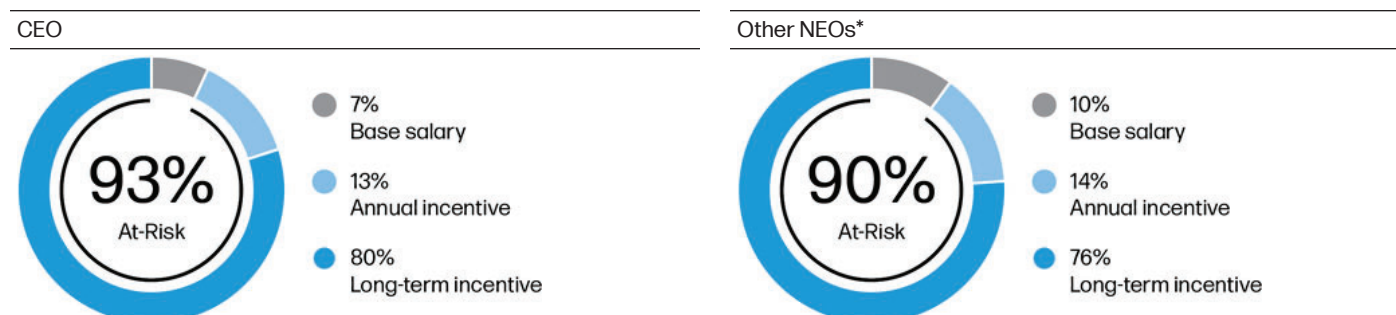 CEO
93%
At-Risk
7%
Base salary
13%
Annual incentive
80%
Long-term incentive
Other NEOs*
90%
At-Risk
10%
Base salary
14%
Annual incentive
76%
Long-term incentive